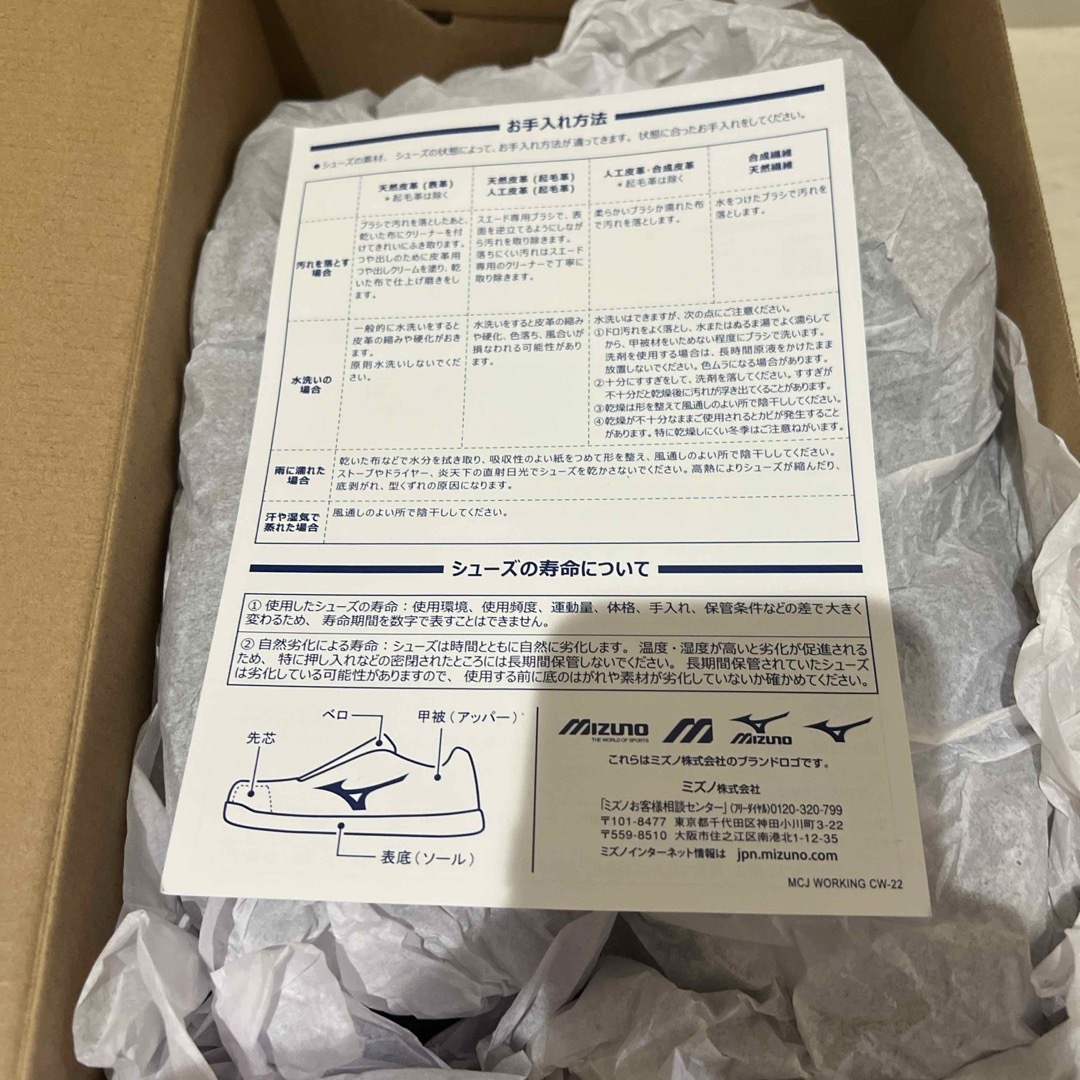 お手入れ方法
●シューズの素材、シューズの状態によって、お手入れ方法が違ってきます。状態に合ったお手入れをしてください。
天然皮革（表革）
＊起毛革は除く
天然皮革（起毛革）
人工皮革（起毛革）
人工皮革・合成皮革
＊起毛革は除く
合成繊維
天然繊維
汚れを落とす
場合
ブラシで汚れを落としたあと、
乾いた布にクリーナーを付
けてきれいにふき取ります。
つや出しのために皮革用
つや出しクリームを塗り、乾
いた布で仕上げ磨きをし
ます。
スエード専用ブラシで、表
面を逆立てるようにしなが
ら汚れを取り除きます。
落ちにくい汚れはスエード
専用のクリーナーで丁寧に
取り除きます。
柔らかいブラシか濡れた布
で汚れを落とします。
水をつけたブラシで汚れを
落とします。
水洗いの
場合
一般的に水洗いをすると
皮革の縮みや硬化がおき
ます。
原則水洗いしないでくだ
さい。
水洗いをすると皮革の縮み
や硬化、色落ち、風合いが
損なわれる可能性があり
ます。
水洗いはできますが、次の点にご注意ください。
①ドロ汚れをよく落とし、水またはぬるま湯でよく濡らして
から、甲被材をいためない程度にブラシで洗います。
洗剤を使用する場合は、長時間原液をかけたまま
放置しないでください。色ムラになる場合があります。
②十分にすすぎをして、洗剤を落してください。すすぎが
不十分だと乾燥後に汚れが浮き出てくることがあります。
③乾燥は形を整えて風通しのよい所で陰干ししてください。
④乾燥が不十分なままご使用されるとカビが発生すること
があります。特に乾燥しにくい冬季はご注意ねがいます。
雨に濡れた
場合
乾いた布などで水分を拭き取り、吸収性のよい紙をつめて形を整え、風通しのよい所で陰干ししてください。
ストーブやドライヤー、炎天下の直射日光でシューズを乾かさないでください。高熱によりシューズが縮んだり、
底剥がれ、型くずれの原因になります。
汗や湿気で
蒸れた場合
風通しのよい所で陰干ししてください。
シューズの寿命について
① 使用したシューズの寿命：使用環境、使用頻度、運動量、体格、手入れ、保管条件などの差で大きく
変わるため、寿命期間を数字で表すことはできません。
② 自然劣化による寿命：シューズは時間とともに自然に劣化します。温度・湿度が高いと劣化が促進される
ため、特に押し入れなどの密閉されたところには長期間保管しないでください。長期間保管されていたシューズ
は劣化している可能性がありますので、使用する前に底のはがれや素材が劣化していないか確かめてください。
ベロ
甲被（アッパー）
先芯
表底（ソール）
MIZUNO
THE WORLD OF SPORTS
MIZUNO
これらはミズノ株式会社のブランドロゴです。
ミズノ株式会社
「ミズノお客様相談センター」（フリーダイヤル）0120-320-799
〒101-8477 東京都千代田区神田小川町3-22
〒559-8510 大阪市住之江区南港北1-12-35
ミズノインターネット情報は jpn.mizuno.com
MCJ WORKING CW-22